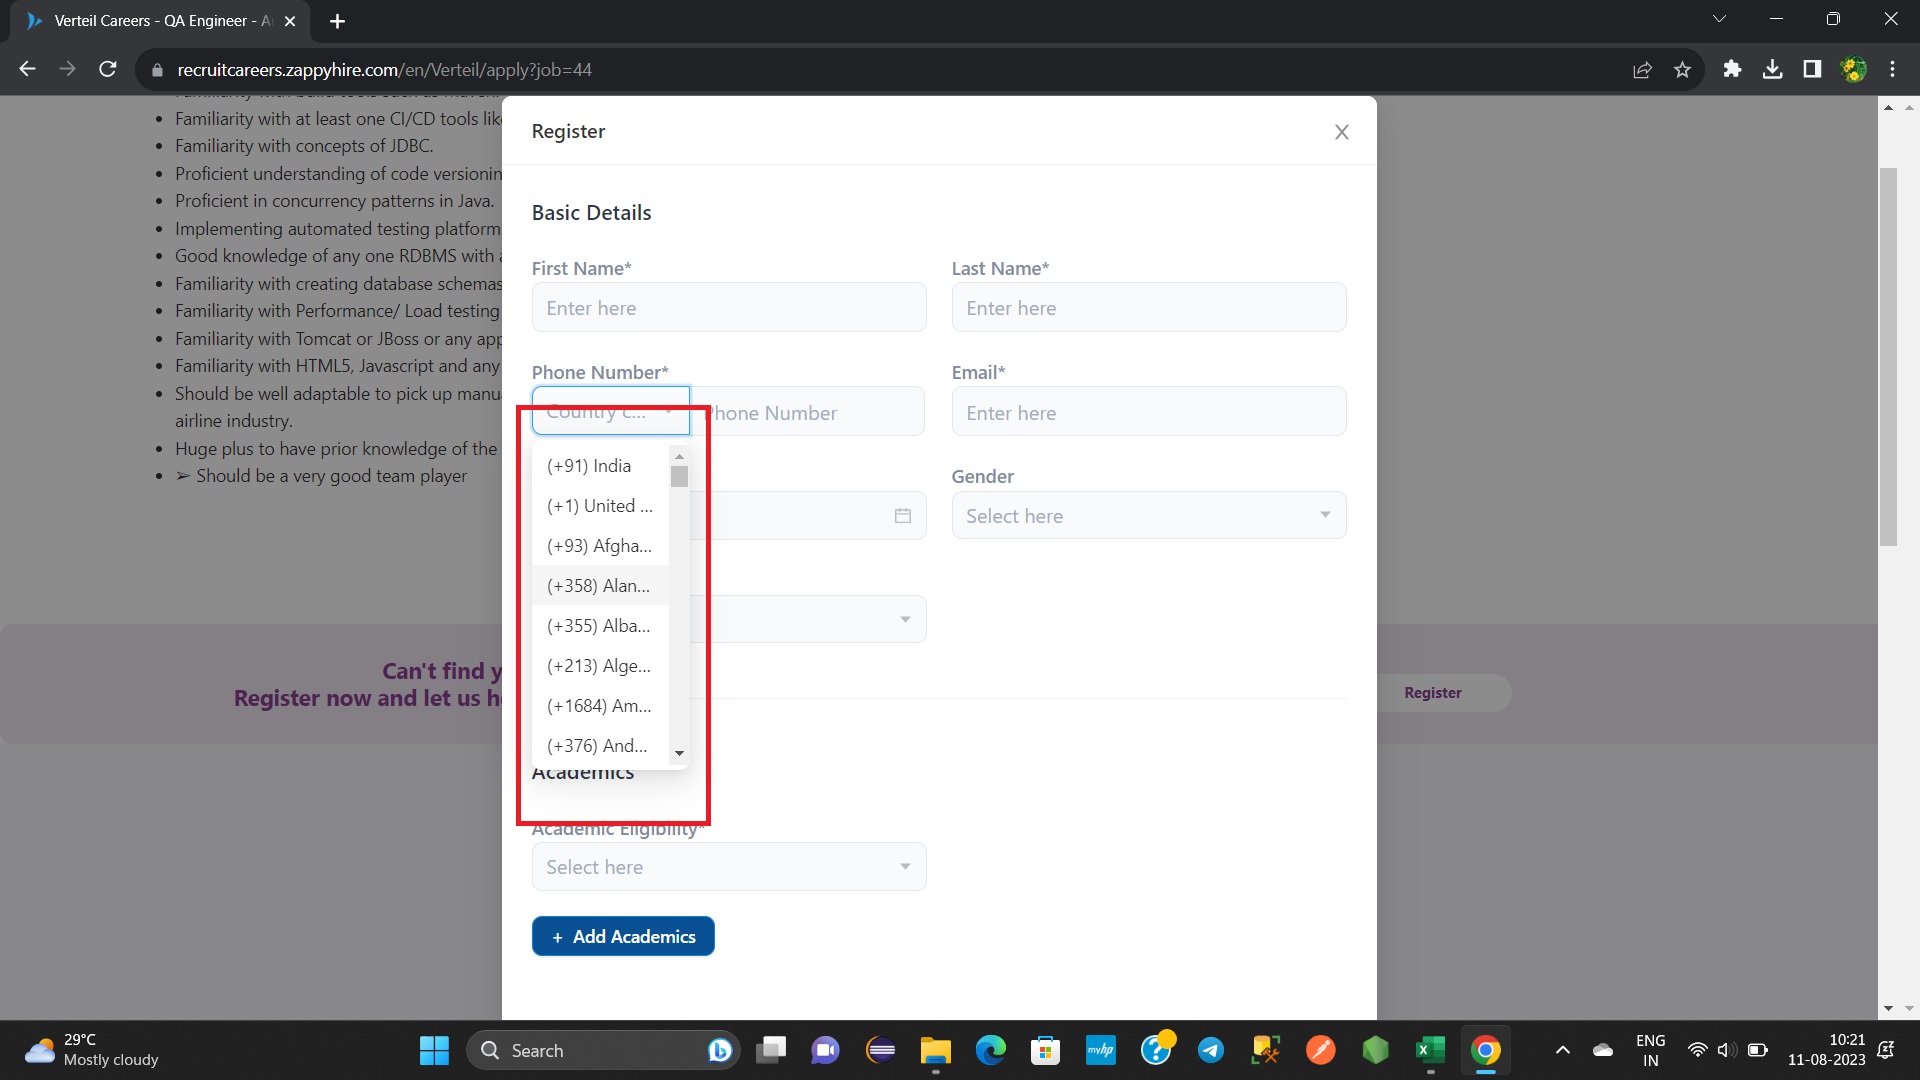 Verteil Careers - QA Engineer - A
recruitcareers.zappyhire.com/en/Verteil/apply?job=44
Familiarity with at least one CI/CD tools lik
Familiarity with concepts of JDBC.
Proficient understanding of code versionin
Proficient in concurrency patterns in Java.
Implementing automated testing platform
Good knowledge of any one RDBMS with a
Familiarity with creating database schemas
Familiarity with Performance/ Load testing
Familiarity with Tomcat or JBoss or any app
Familiarity with HTML5, Javascript and any
Should be well adaptable to pick up manu
airline industry.
Huge plus to have prior knowledge of the
➢ Should be a very good team player
Can't find y
Register now and let us h
Register
Register
Basic Details
First Name*
Last Name*
Enter here
Enter here
Phone Number*
Email*
Country c...
Phone Number
Enter here
(+91) India
(+1) United ...
(+93) Afgha...
(+358) Alan...
(+355) Alba...
(+213) Alge...
(+1684) Am...
(+376) And...
Gender
Select here
Academics
Academic Eligibility*
Select here
+ Add Academics
29°C
Mostly cloudy
Search
myhp
ENG
IN
10:21
11-08-2023